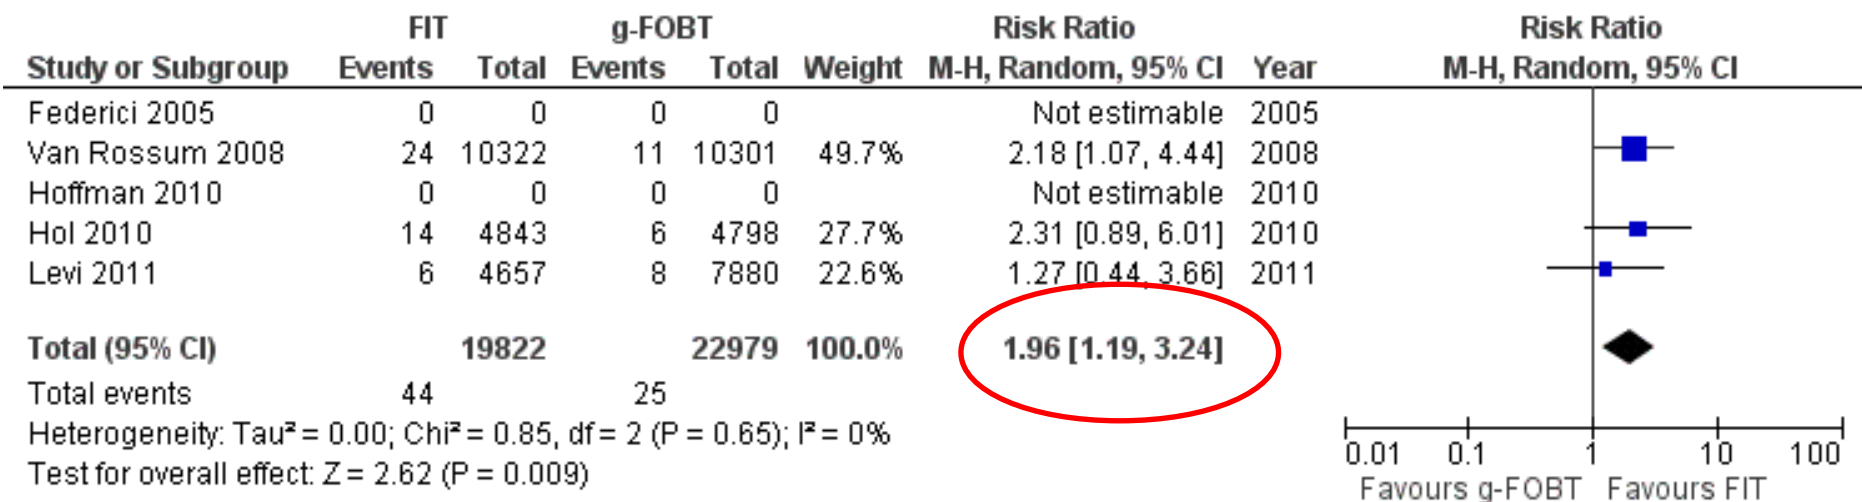 FIT g-FOBT Risk Ratio Risk Ratio
Study or Subgroup Events Total Events Total Weight M-H, Random, 95% CI Year M-H, Random, 95% CI
Federici 2005 0 0 0 0 Not estimable 2005
Van Rossum 2008 24 10322 11 10301 49.7% 2.18 [1.07, 4.44] 2008
Hoffman 2010 0 0 0 0 Not estimable 2010
Hol 2010 14 4843 6 4798 27.7% 2.31 [0.89, 6.01] 2010
Levi 2011 6 4657 8 7880 22.6% 1.27 [0.44, 3.66] 2011
Total (95% CI) 19822 22979 100.0% 1.96 [1.19, 3.24]
Total events 44 25
Heterogeneity: Tau² = 0.00; Chi² = 0.85, df = 2 (P = 0.65); I² = 0%
Test for overall effect: Z = 2.62 (P = 0.009)
0.01 0.1 1 10 100
Favours g-FOBT Favours FIT